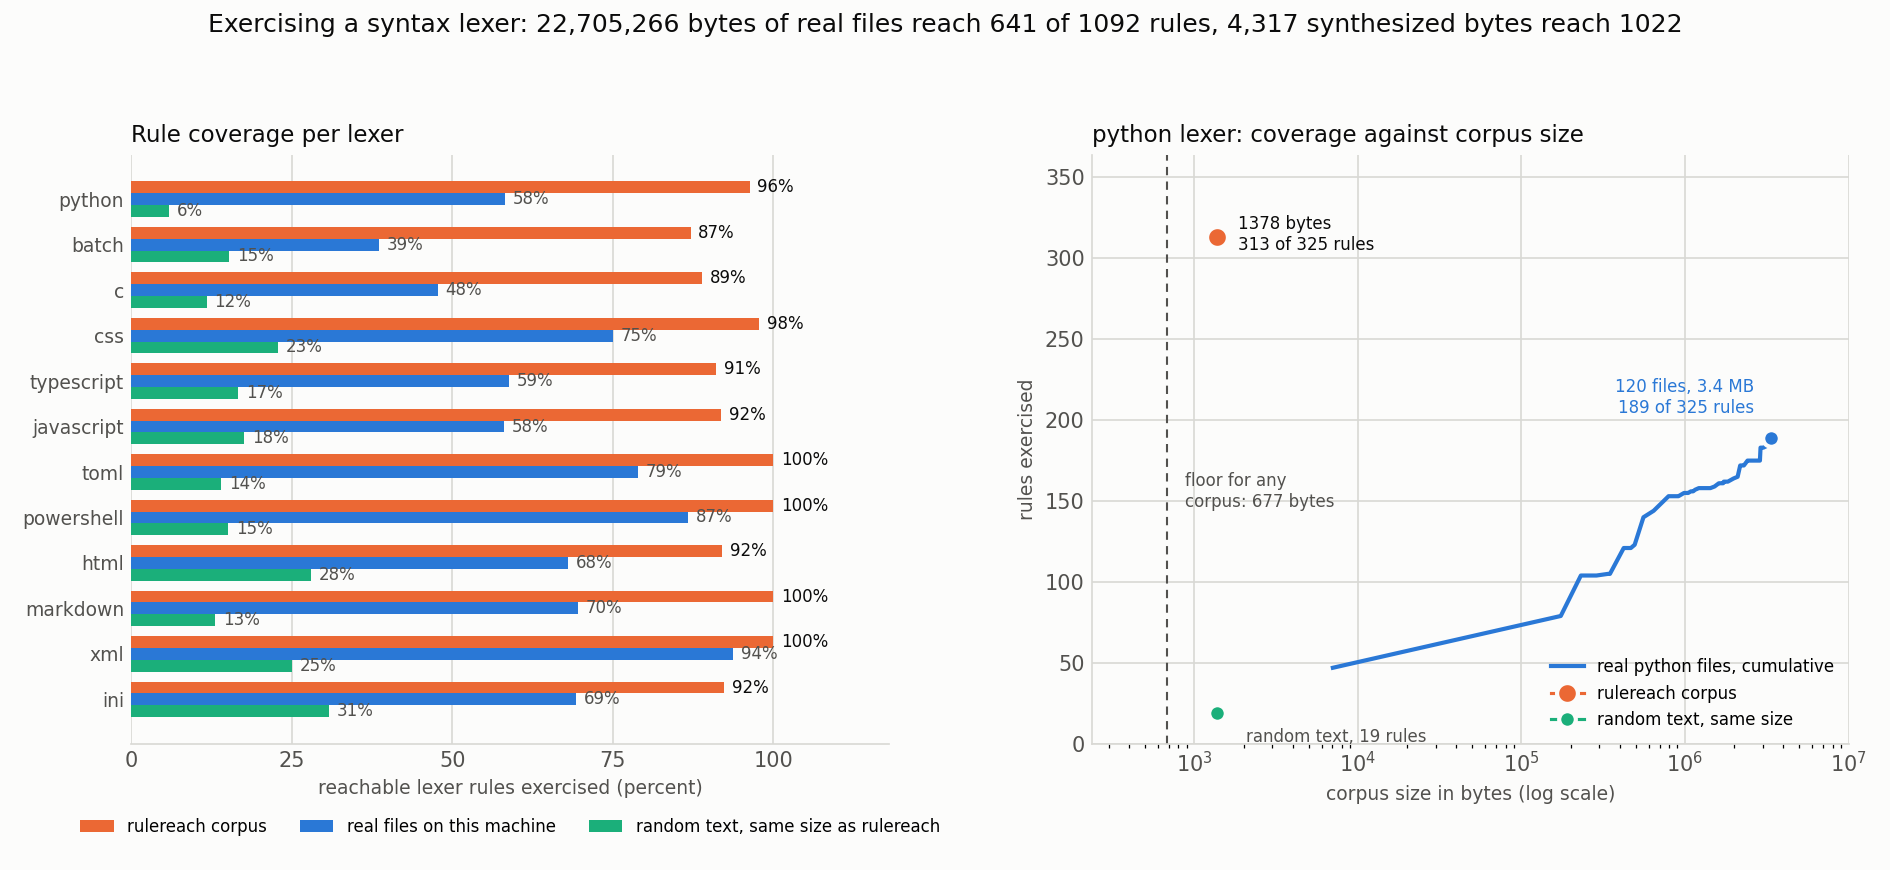 Exercising a syntax lexer: 22,705,266 bytes of real files reach 641 of 1092 rules, 4,317 synthesized bytes reach 1022
Rule coverage per lexer
python
96%
58%
6%
batch
87%
39%
15%
c
89%
48%
12%
css
98%
75%
23%
typescript
91%
59%
17%
javascript
92%
58%
18%
toml
100%
79%
14%
powershell
100%
87%
15%
html
92%
68%
28%
markdown
100%
70%
13%
xml
100%
94%
25%
ini
92%
69%
31%
0 25 50 75 100
reachable lexer rules exercised (percent)
rulereach corpus real files on this machine random text, same size as rulereach
python lexer: coverage against corpus size
rules exercised
350
300
250
200
150
100
50
0
1378 bytes
313 of 325 rules
120 files, 3.4 MB
189 of 325 rules
floor for any
corpus: 677 bytes
real python files, cumulative
rulereach corpus
random text, same size
random text, 19 rules
10³ 10⁴ 10⁵ 10⁶ 10⁷
corpus size in bytes (log scale)